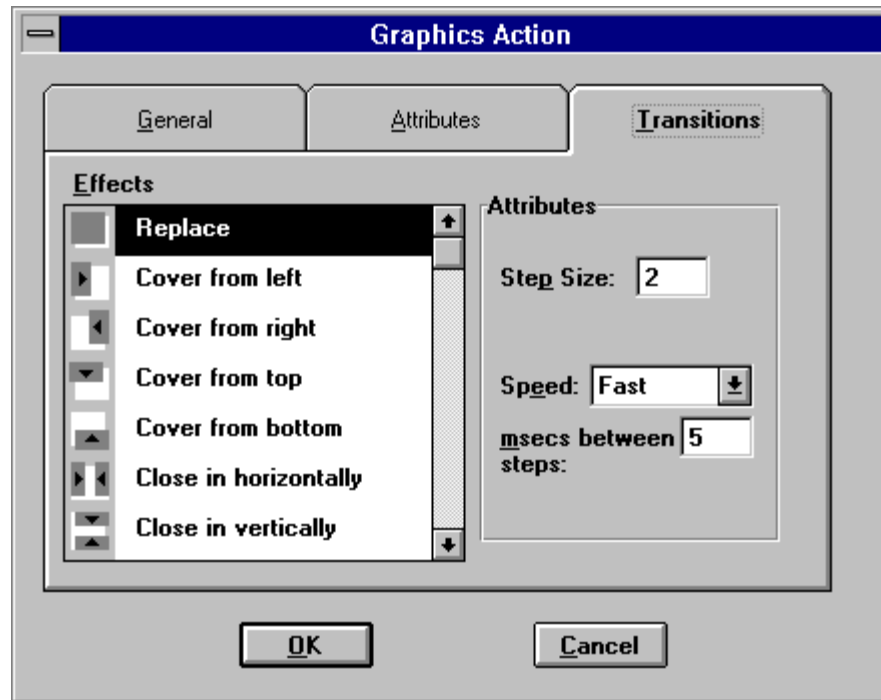 Graphics Action
General
Attributes
Transitions
Effects
Replace
Cover from left
Cover from right
Cover from top
Cover from bottom
Close in horizontally
Close in vertically
Attributes
Step Size: 2
Speed: Fast
msecs between 5
steps:
OK
Cancel